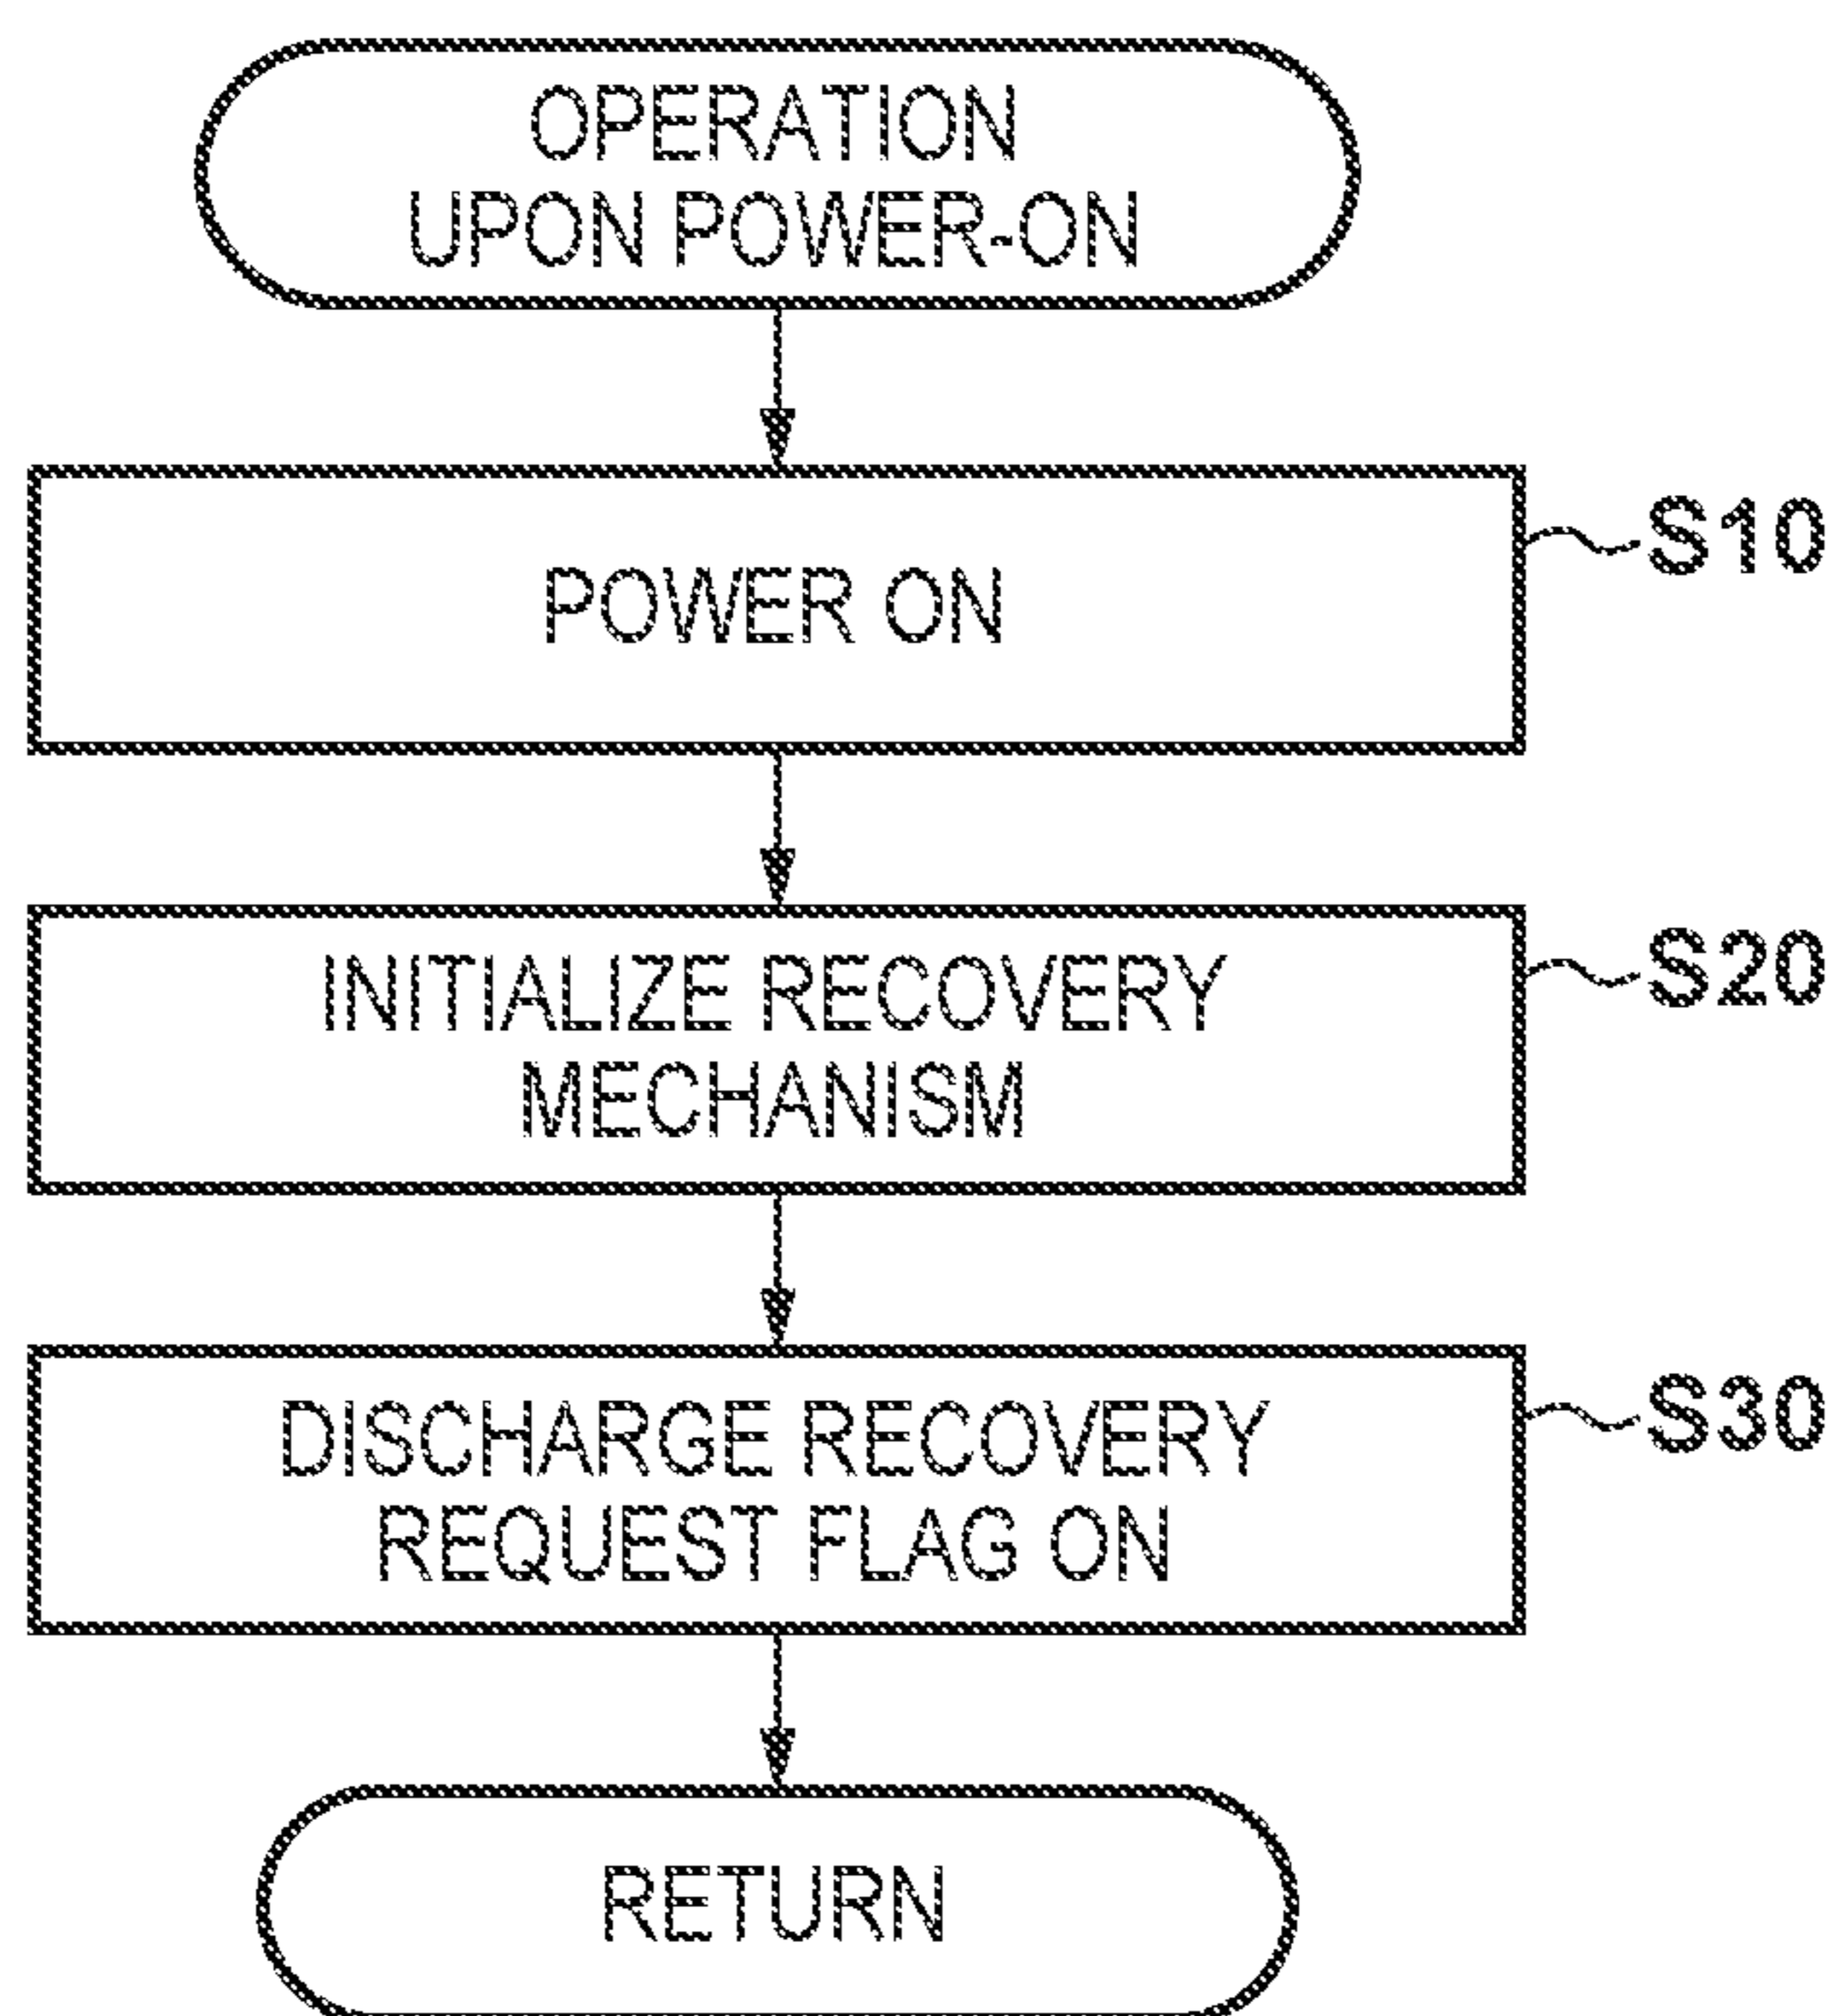 OPERATION
UPON POWER-ON
POWER ON
S10
INITIALIZE RECOVERY
MECHANISM
S20
DISCHARGE RECOVERY
REQUEST FLAG ON
S30
RETURN